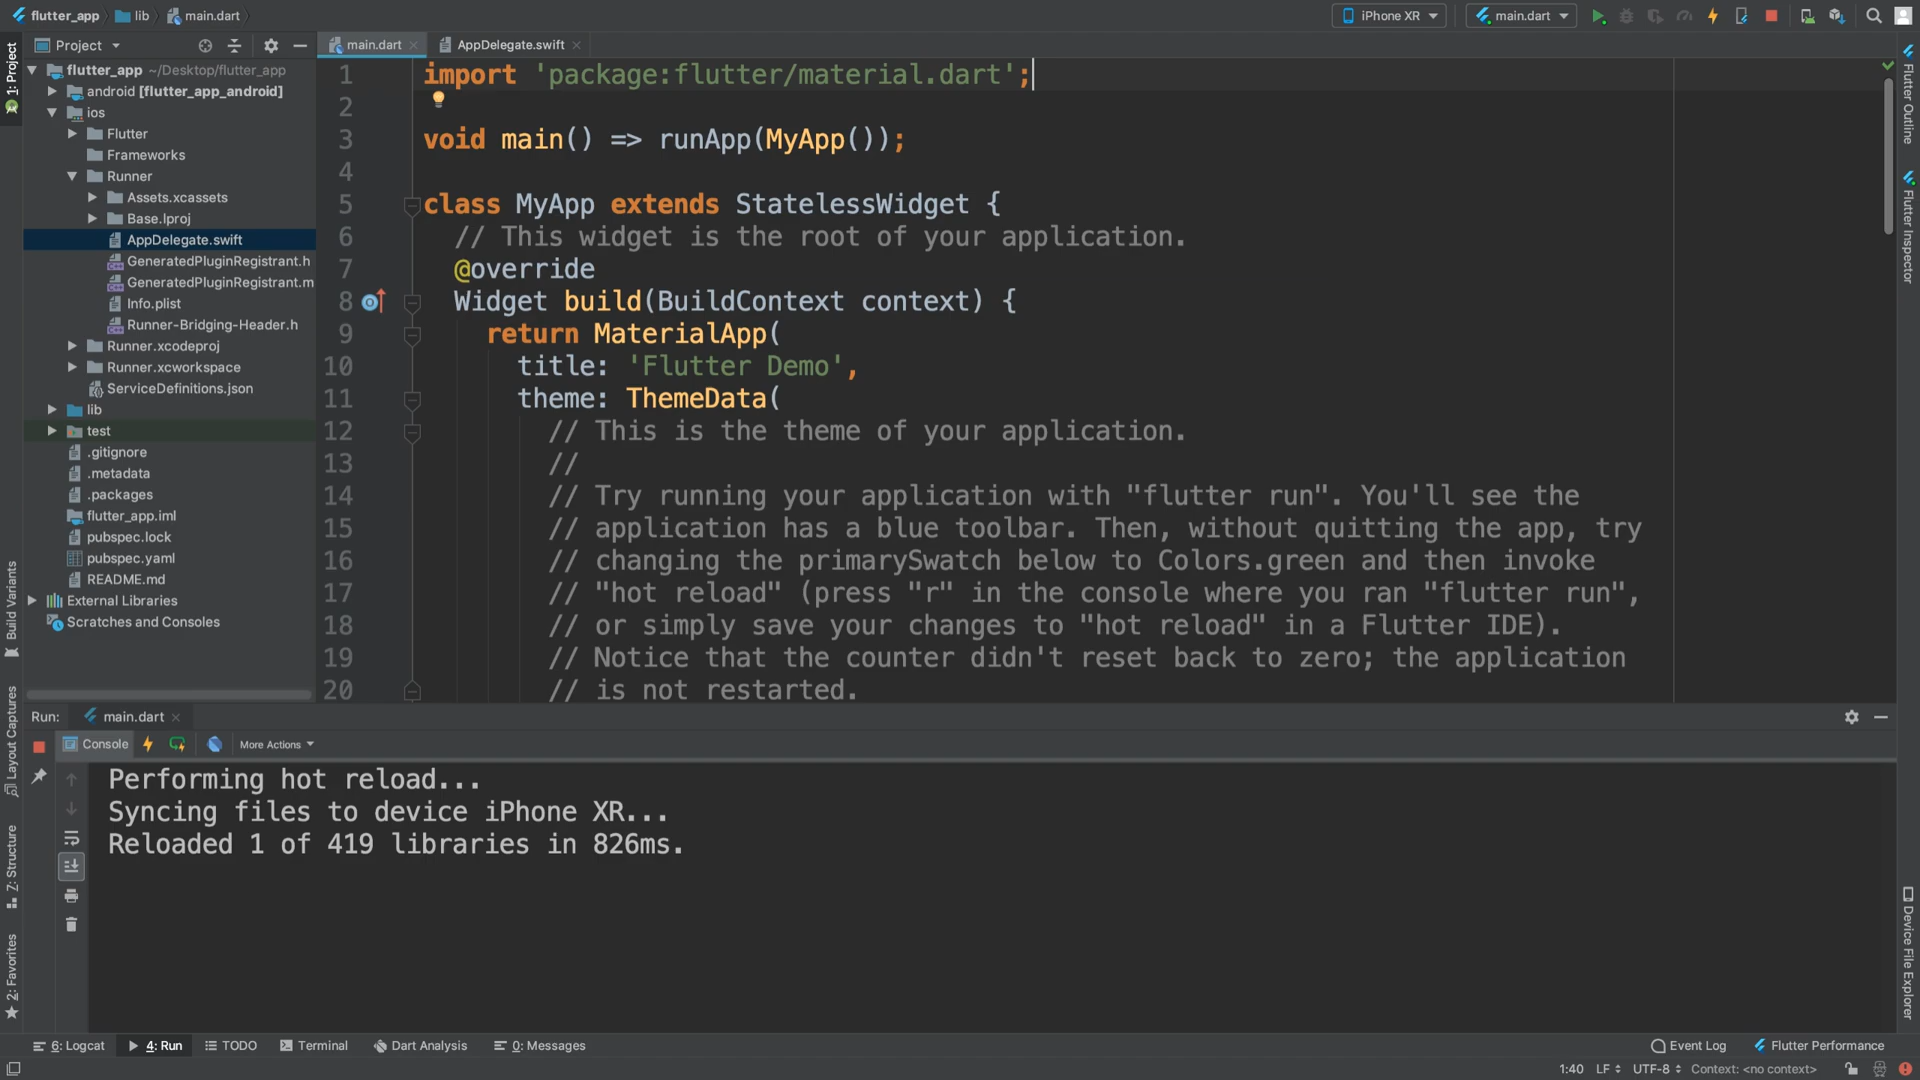 flutter_app
lib
main.dart
iPhone XR
main.dart
1: Project
Project
main.dart
AppDelegate.swift
flutter_app ~/Desktop/flutter_app
android [flutter_app_android]
ios
Flutter
Frameworks
Runner
Assets.xcassets
Base.lproj
AppDelegate.swift
GeneratedPluginRegistrant.h
GeneratedPluginRegistrant.m
Info.plist
Runner-Bridging-Header.h
Runner.xcodeproj
Runner.xcworkspace
ServiceDefinitions.json
lib
test
.gitignore
.metadata
.packages
flutter_app.iml
pubspec.lock
pubspec.yaml
README.md
External Libraries
Scratches and Consoles
Build Variants
Layout Captures
Z: Structure
2: Favorites
1 import 'package:flutter/material.dart';
2
3 void main() => runApp(MyApp());
4
5 class MyApp extends StatelessWidget {
6 // This widget is the root of your application.
7 @override
8 Widget build(BuildContext context) {
9 return MaterialApp(
10 title: 'Flutter Demo',
11 theme: ThemeData(
12 // This is the theme of your application.
13 //
14 // Try running your application with "flutter run". You'll see the
15 // application has a blue toolbar. Then, without quitting the app, try
16 // changing the primarySwatch below to Colors.green and then invoke
17 // "hot reload" (press "r" in the console where you ran "flutter run",
18 // or simply save your changes to "hot reload" in a Flutter IDE).
19 // Notice that the counter didn't reset back to zero; the application
20 // is not restarted.
Flutter Outline
Flutter Inspector
Device File Explorer
Run:
main.dart
Console
More Actions
Performing hot reload...
Syncing files to device iPhone XR...
Reloaded 1 of 419 libraries in 826ms.
6: Logcat
4: Run
TODO
Terminal
Dart Analysis
0: Messages
Event Log
Flutter Performance
1:40
LF
UTF-8
Context: <no context>